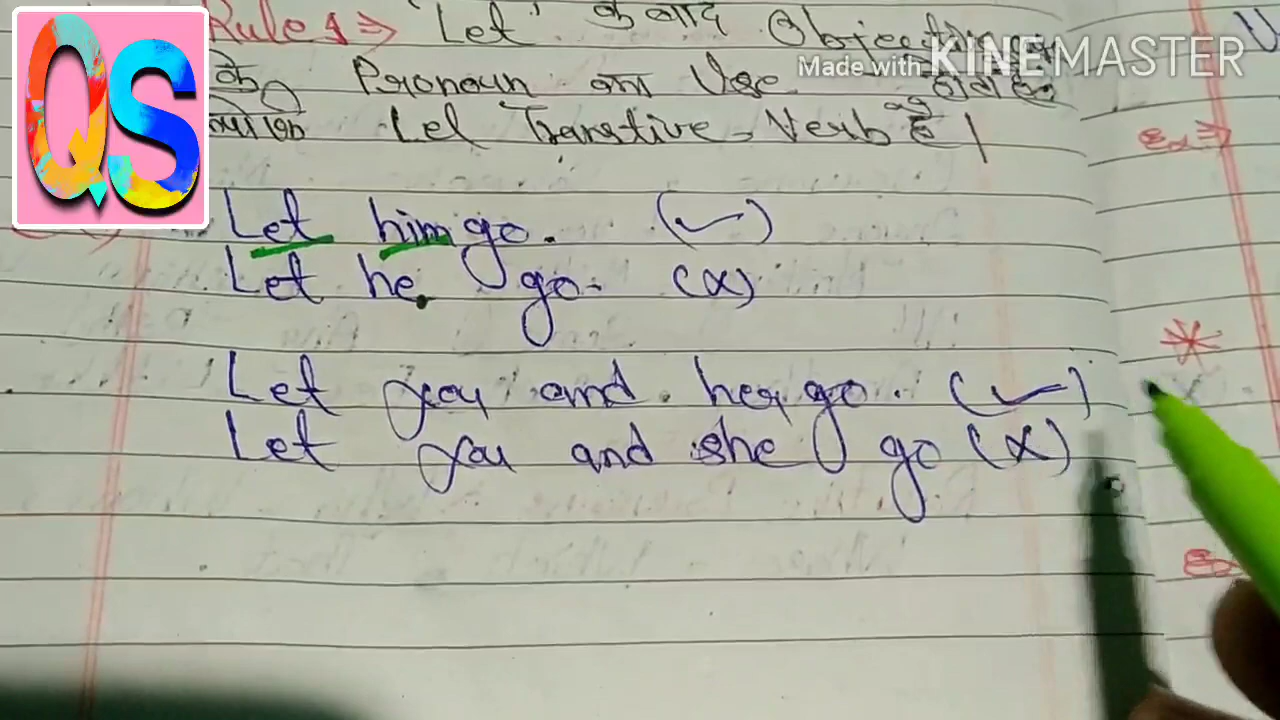 QS
Rule 1 ⇒ "Let" के बाद Objective
Made with KINEMASTER
के Pronoun का Use
Let Transtive-Verb है।
Let him go. (✓)
Let he go. (x)
Let you and her go. (✓)
Let you and she go (x)